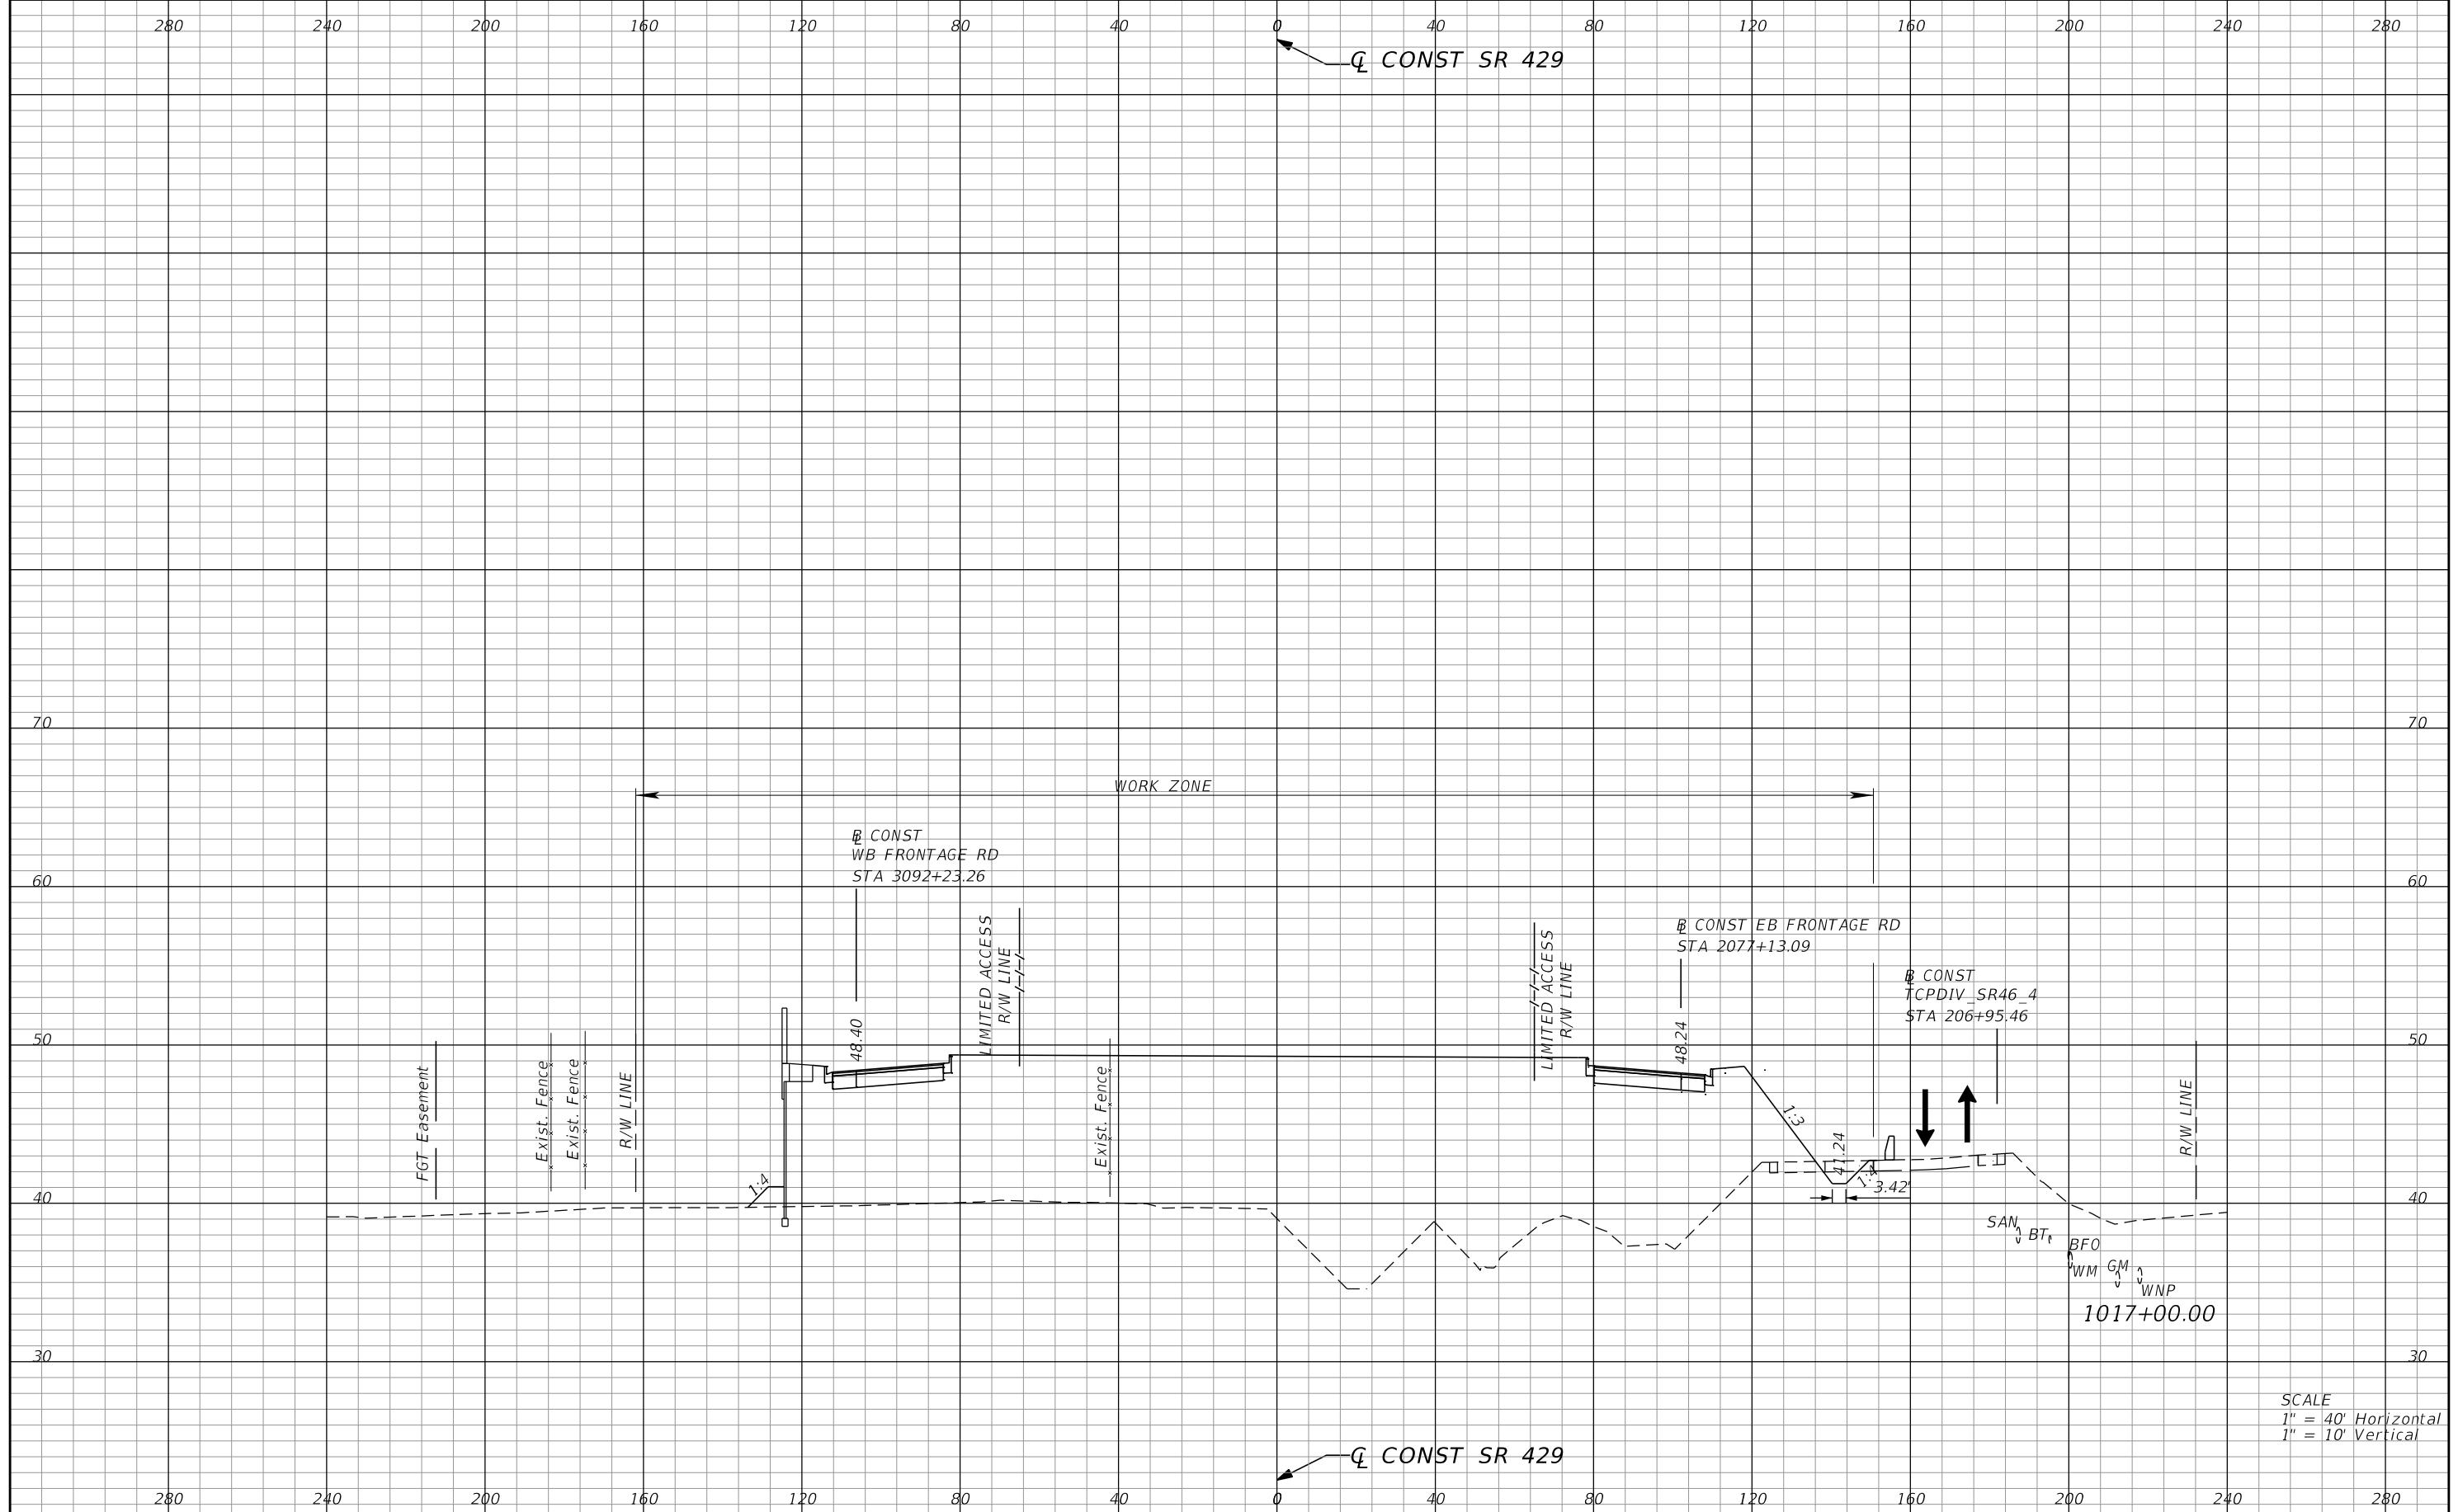 280 240 200 160 120 80 40 0 40 80 120 160 200 240 280
℄ CONST SR 429
70 70
WORK ZONE
℄ CONST
WB FRONTAGE RD
STA 3092+23.26
60 60
LIMITED ACCESS
R/W LINE
LIMITED ACCESS
R/W LINE
℄ CONST EB FRONTAGE RD
STA 2077+13.09
℄ CONST
TCPDIV_SR46_4
STA 206+95.46
50 50
48.40
48.24
FGT Easement
Exist. Fence
Exist. Fence
R/W LINE
Exist. Fence
1:3
41.24
1:4
3.42'
R/W LINE
1:4
40 40
SAN
BT
BFO
WM
GM
WNP
1017+00.00
30 30
SCALE
1" = 40' Horizontal
1" = 10' Vertical
℄ CONST SR 429
280 240 200 160 120 80 40 0 40 80 120 160 200 240 280